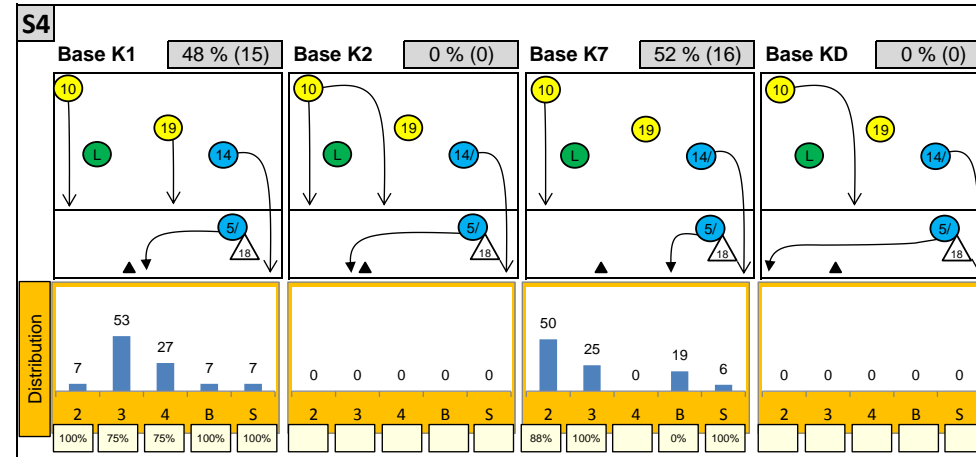 S4
Base K1 48 % (15) Base K2 0 % (0) Base K7 52 % (16) Base KD 0 % (0)
10 10 10 10
19 19 19 19
L 14 L 14/ L 14/ L 14/
5/ 5/ 5/ 5/
18 18 18 18
Distribution
7 53 27 7 7 0 0 0 0 0 50 25 0 19 6 0 0 0 0 0
2 3 4 B S 2 3 4 B S 2 3 4 B S 2 3 4 B S
100% 75% 75% 100% 100% 88% 100% 0% 100%